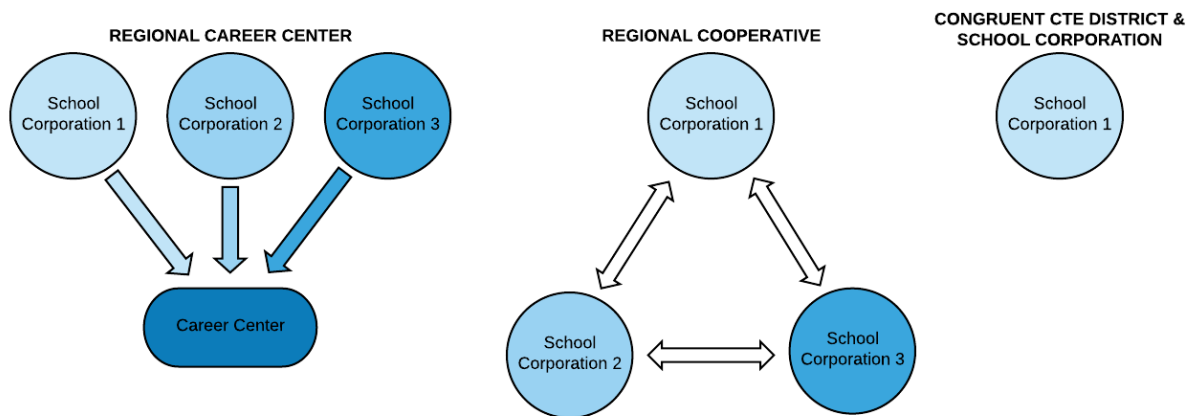 REGIONAL CAREER CENTER
School
Corporation 1
School
Corporation 2
School
Corporation 3
Career Center
REGIONAL COOPERATIVE
School
Corporation 1
School
Corporation 2
School
Corporation 3
CONGRUENT CTE DISTRICT &
SCHOOL CORPORATION
School
Corporation 1